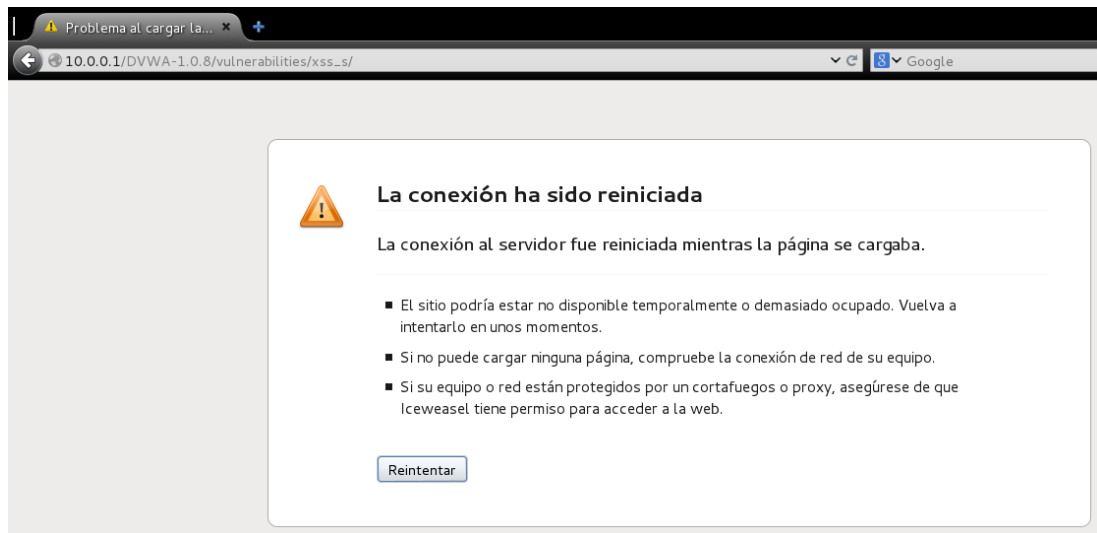 Problema al cargar la...
10.0.0.1/DVWA-1.0.8/vulnerabilities/xss_s/
8 Google
La conexión ha sido reiniciada
La conexión al servidor fue reiniciada mientras la página se cargaba.
El sitio podría estar no disponible temporalmente o demasiado ocupado. Vuelva a
intentarlo en unos momentos.
Si no puede cargar ninguna página, compruebe la conexión de red de su equipo.
Si su equipo o red están protegidos por un cortafuegos o proxy, asegúrese de que
Iceweasel tiene permiso para acceder a la web.
Reintentar